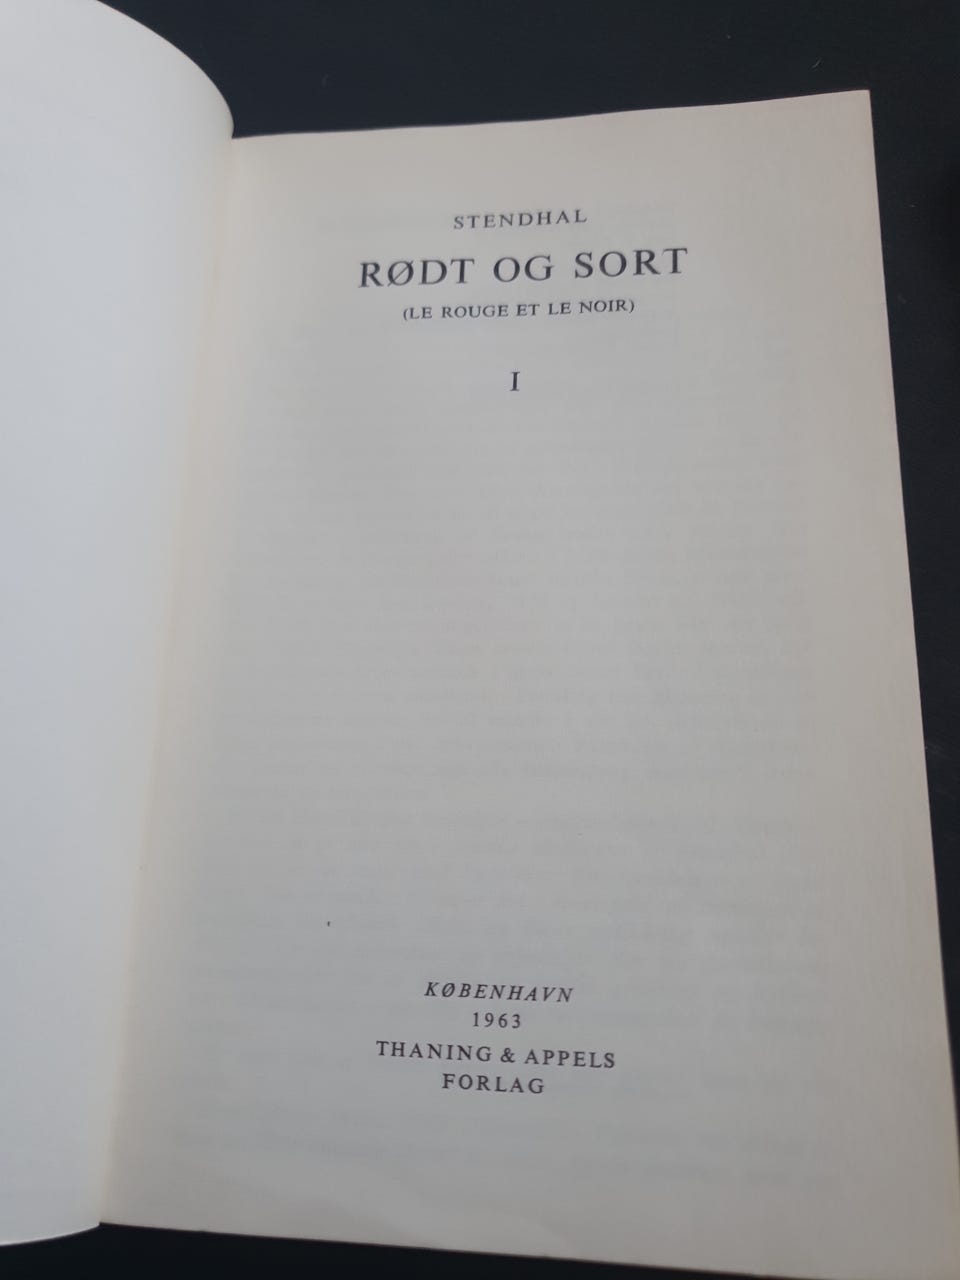 STENDHAL
RØDT OG SORT
(LE ROUGE ET LE NOIR)
I
KØBENHAVN
1963
THANING & APPELS
FORLAG